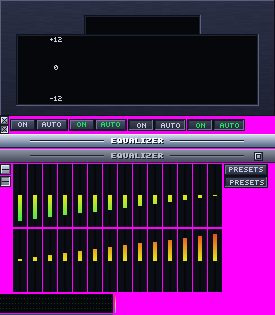 +12
0
-12
ON AUTO ON AUTO ON AUTO ON AUTO
EQUALIZER
EQUALIZER
PRESETS
PRESETS